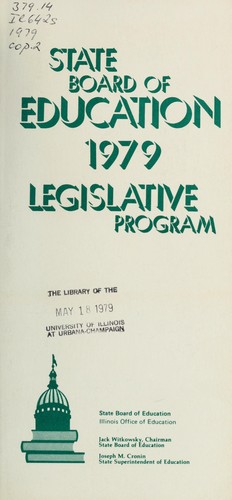 379.14
Il642s
1979
cop.2
STATE
BOARD OF
EDUCATION
1979
LEGISLATIVE
PROGRAM
THE LIBRARY OF THE
MAY 18 1979
UNIVERSITY OF ILLINOIS
AT URBANA-CHAMPAIGN
State Board of Education
Illinois Office of Education
Jack Witkowsky, Chairman
State Board of Education
Joseph M. Cronin
State Superintendent of Education